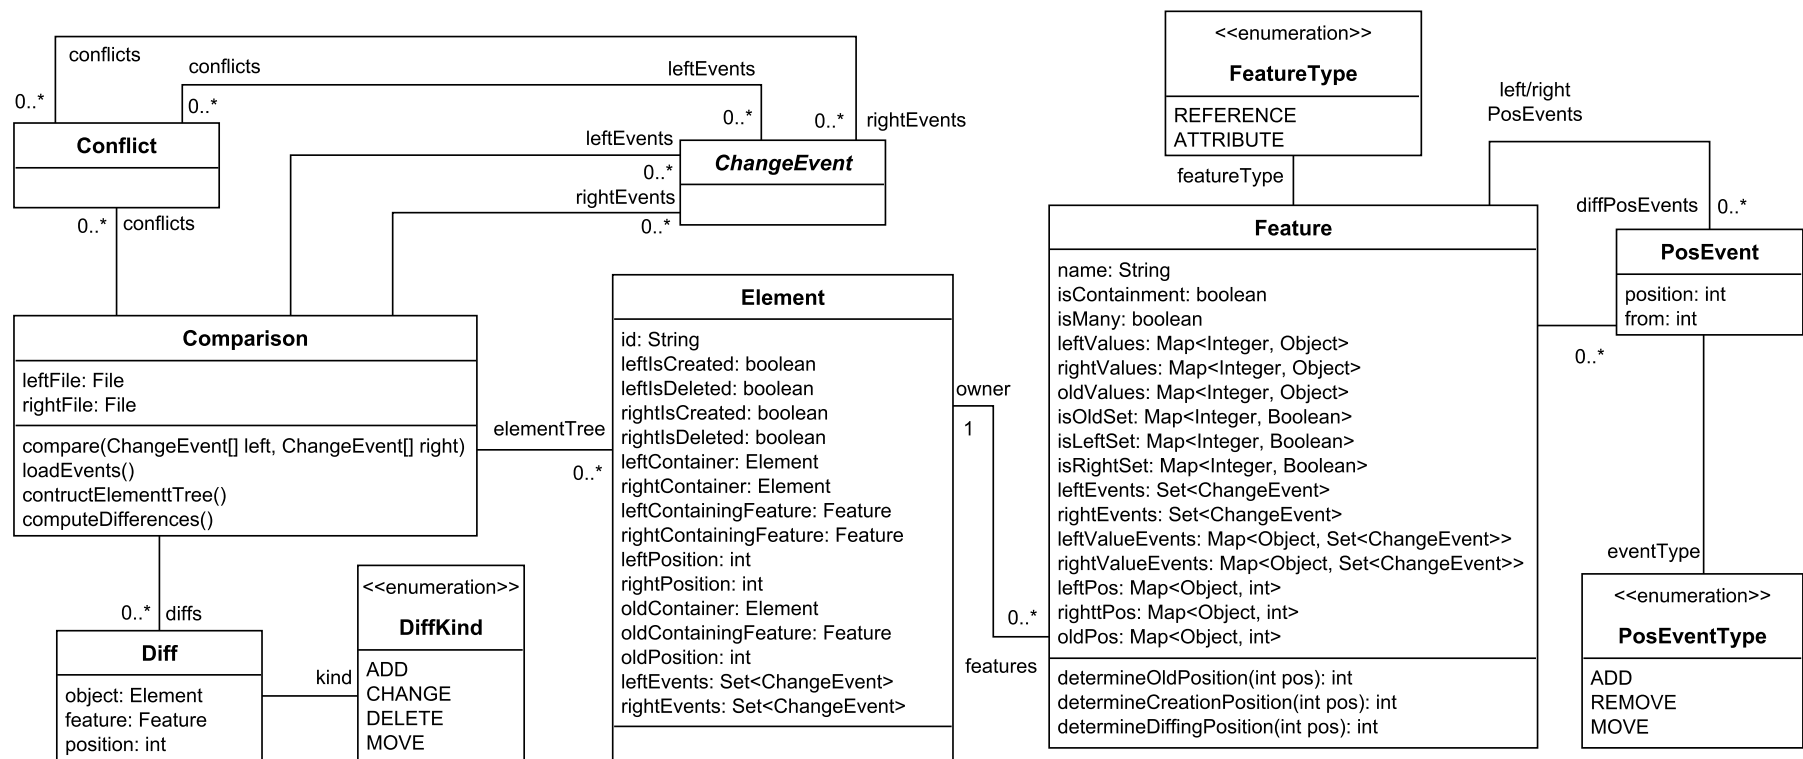 conflicts
0..*
conflicts
0..*
leftEvents
0..*
0..*
rightEvents
Conflict
leftEvents
0..*
rightEvents
0..*
ChangeEvent
0..*
conflicts
Comparison
leftFile: File
rightFile: File
compare(ChangeEvent[] left, ChangeEvent[] right)
loadEvents()
contructElementtTree()
computeDifferences()
elementTree
0..*
0..*
diffs
Diff
object: Element
feature: Feature
position: int
kind
<<enumeration>>
DiffKind
ADD
CHANGE
DELETE
MOVE
Element
id: String
leftIsCreated: boolean
leftIsDeleted: boolean
rightIsCreated: boolean
rightIsDeleted: boolean
leftContainer: Element
rightContainer: Element
leftContainingFeature: Feature
rightContainingFeature: Feature
leftPosition: int
rightPosition: int
oldContainer: Element
oldContainingFeature: Feature
oldPosition: int
leftEvents: Set<ChangeEvent>
rightEvents: Set<ChangeEvent>
owner
1
0..*
features
<<enumeration>>
FeatureType
REFERENCE
ATTRIBUTE
featureType
Feature
name: String
isContainment: boolean
isMany: boolean
leftValues: Map<Integer, Object>
rightValues: Map<Integer, Object>
oldValues: Map<Integer, Object>
isOldSet: Map<Integer, Boolean>
isLeftSet: Map<Integer, Boolean>
isRightSet: Map<Integer, Boolean>
leftEvents: Set<ChangeEvent>
rightEvents: Set<ChangeEvent>
leftValueEvents: Map<Object, Set<ChangeEvent>>
rightValueEvents: Map<Object, Set<ChangeEvent>>
leftPos: Map<Object, int>
righttPos: Map<Object, int>
oldPos: Map<Object, int>
determineOldPosition(int pos): int
determineCreationPosition(int pos): int
determineDiffingPosition(int pos): int
left/right
PosEvents
diffPosEvents
0..*
PosEvent
position: int
from: int
0..*
eventType
<<enumeration>>
PosEventType
ADD
REMOVE
MOVE